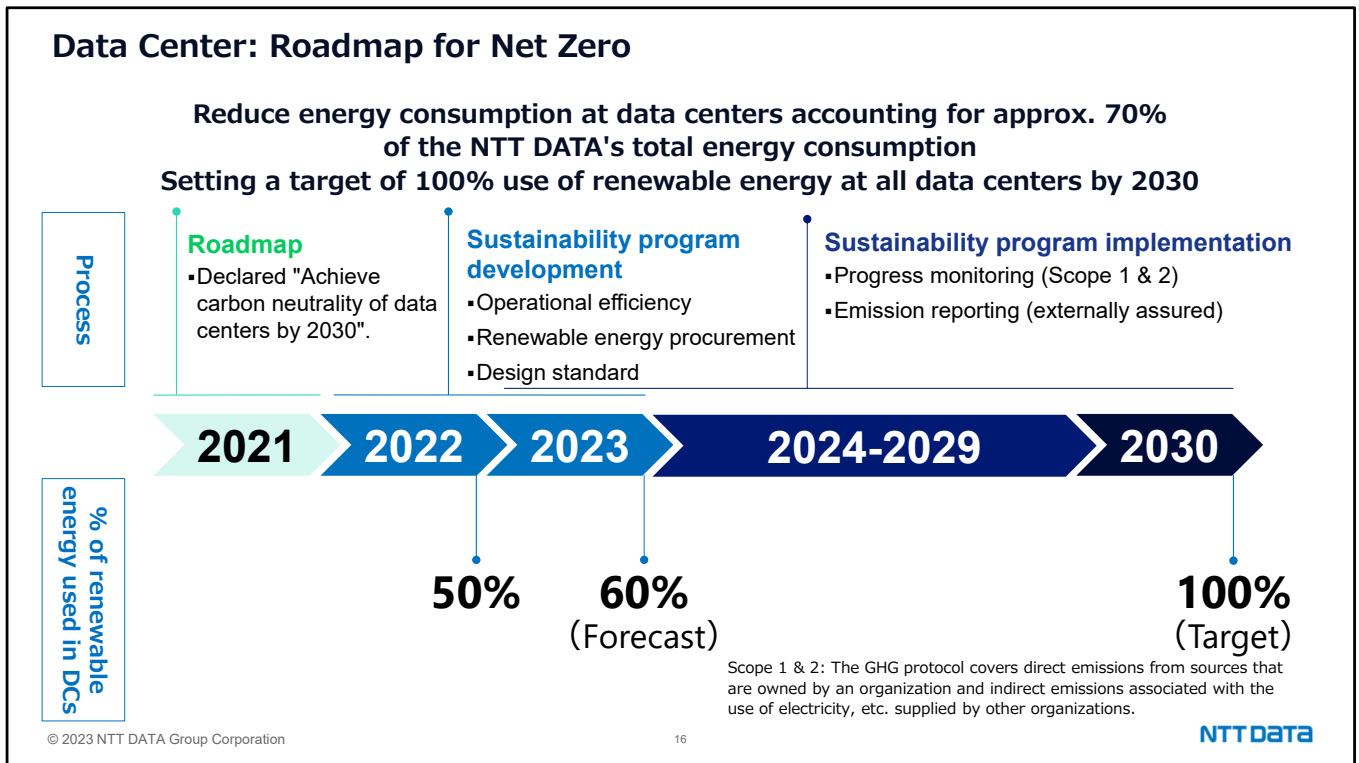 Data Center: Roadmap for Net Zero
Reduce energy consumption at data centers accounting for approx. 70%
of the NTT DATA's total energy consumption
Setting a target of 100% use of renewable energy at all data centers by 2030
Process
Roadmap
▪Declared "Achieve
carbon neutrality of data
centers by 2030".
Sustainability program
development
▪Operational efficiency
▪Renewable energy procurement
▪Design standard
Sustainability program implementation
▪Progress monitoring (Scope 1 & 2)
▪Emission reporting (externally assured)
2021
2022
2023
2024-2029
2030
% of renewable
energy used in DCs
50%
60%
（Forecast）
100%
（Target）
Scope 1 & 2: The GHG protocol covers direct emissions from sources that
are owned by an organization and indirect emissions associated with the
use of electricity, etc. supplied by other organizations.
© 2023 NTT DATA Group Corporation
16
NTT DATA